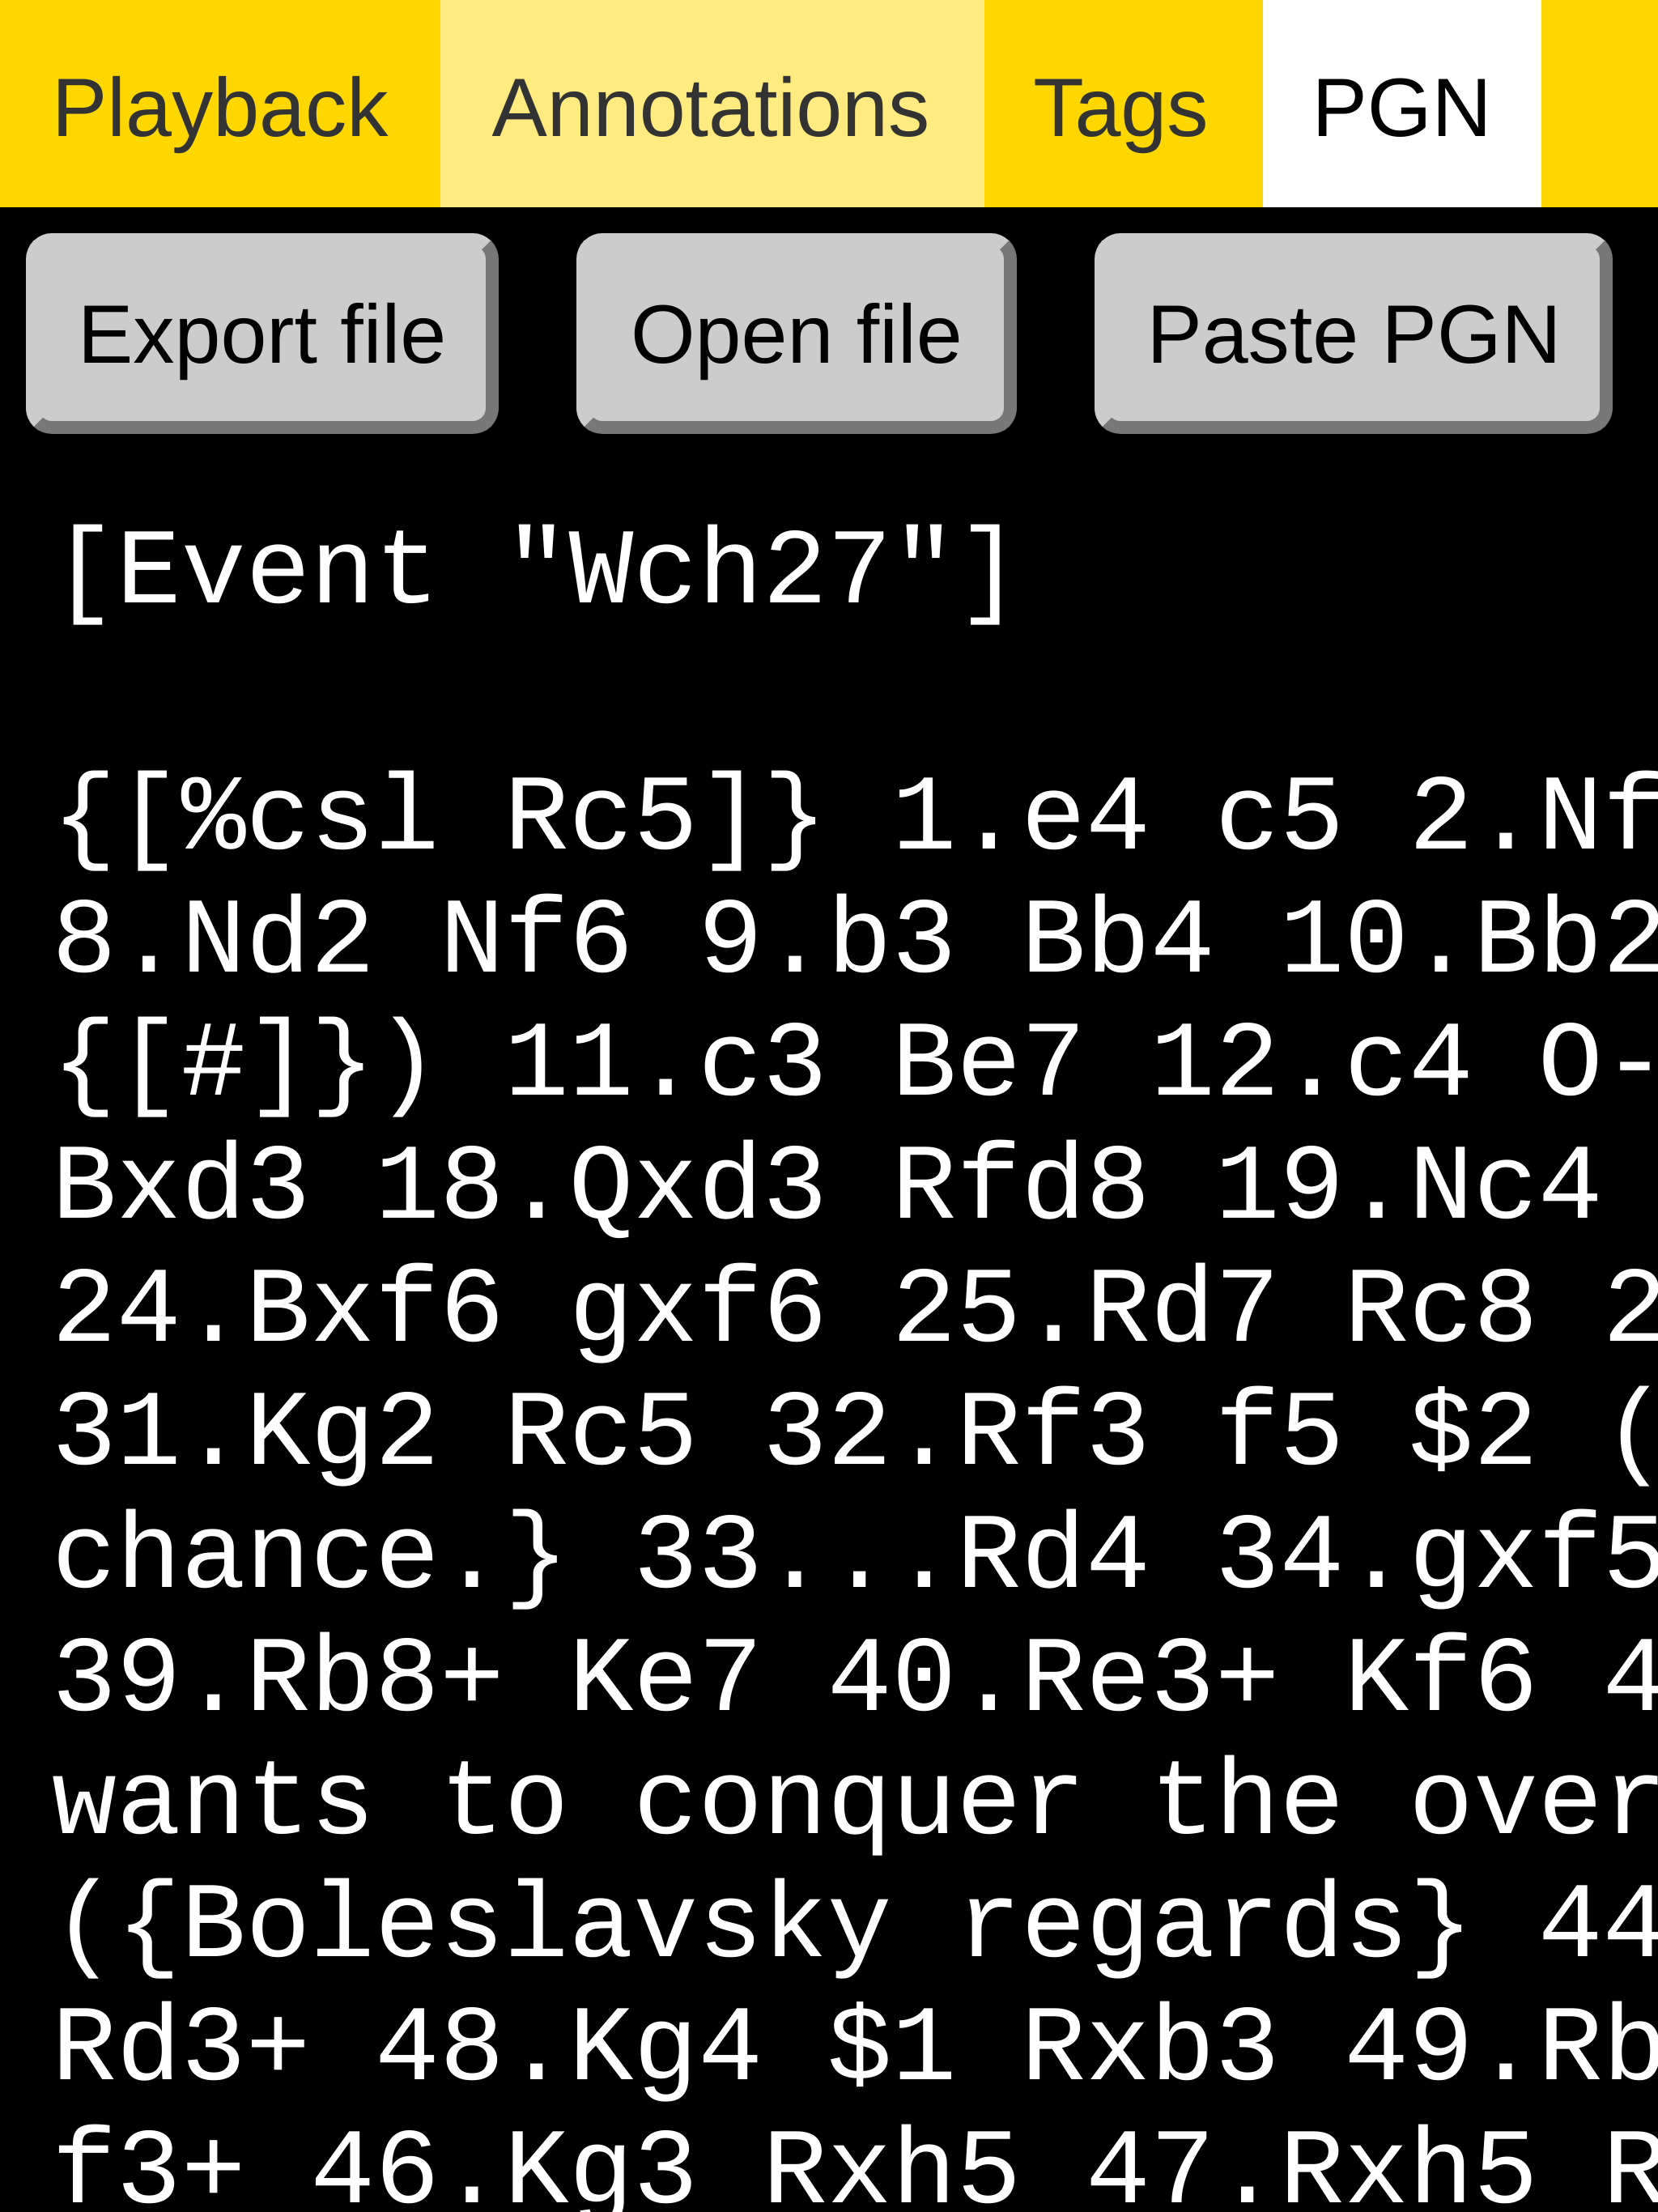 Playback Annotations Tags PGN
Export file Open file Paste PGN
[Event "Wch27"]
{[%csl Rc5]} 1.e4 c5 2.Nf
8.Nd2 Nf6 9.b3 Bb4 10.Bb2
{[#]}) 11.c3 Be7 12.c4 O-
Bxd3 18.Qxd3 Rfd8 19.Nc4
24.Bxf6 gxf6 25.Rd7 Rc8 2
31.Kg2 Rc5 32.Rf3 f5 $2 (
chance.} 33...Rd4 34.gxf5
39.Rb8+ Ke7 40.Re3+ Kf6 4
wants to conquer the over
({Boleslavsky regards} 44
Rd3+ 48.Kg4 $1 Rxb3 49.Rb
f3+ 46.Kg3 Rxh5 47.Rxh5 R